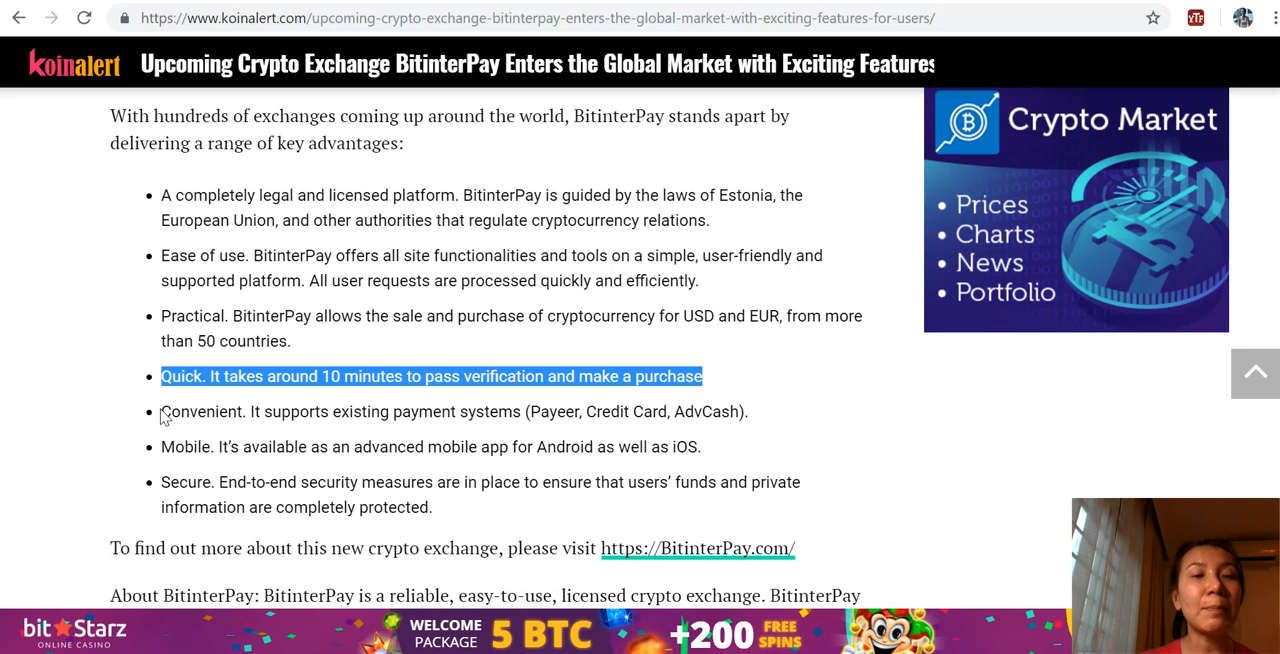 https://www.koinalert.com/upcoming-crypto-exchange-bitinterpay-enters-the-global-market-with-exciting-features-for-users/
YTF
koinalert
Upcoming Crypto Exchange BitinterPay Enters the Global Market with Exciting Features
With hundreds of exchanges coming up around the world, BitinterPay stands apart by
delivering a range of key advantages:
• A completely legal and licensed platform. BitinterPay is guided by the laws of Estonia, the
European Union, and other authorities that regulate cryptocurrency relations.
• Ease of use. BitinterPay offers all site functionalities and tools on a simple, user-friendly and
supported platform. All user requests are processed quickly and efficiently.
• Practical. BitinterPay allows the sale and purchase of cryptocurrency for USD and EUR, from more
than 50 countries.
• Quick. It takes around 10 minutes to pass verification and make a purchase
• Convenient. It supports existing payment systems (Payeer, Credit Card, AdvCash).
• Mobile. It’s available as an advanced mobile app for Android as well as iOS.
• Secure. End-to-end security measures are in place to ensure that users’ funds and private
information are completely protected.
To find out more about this new crypto exchange, please visit https://BitinterPay.com/
About BitinterPay: BitinterPay is a reliable, easy-to-use, licensed crypto exchange. BitinterPay
Crypto Market
• Prices
• Charts
• News
• Portfolio
bit★Starz
ONLINE CASINO
WELCOME
PACKAGE
5 BTC
+200
FREE
SPINS